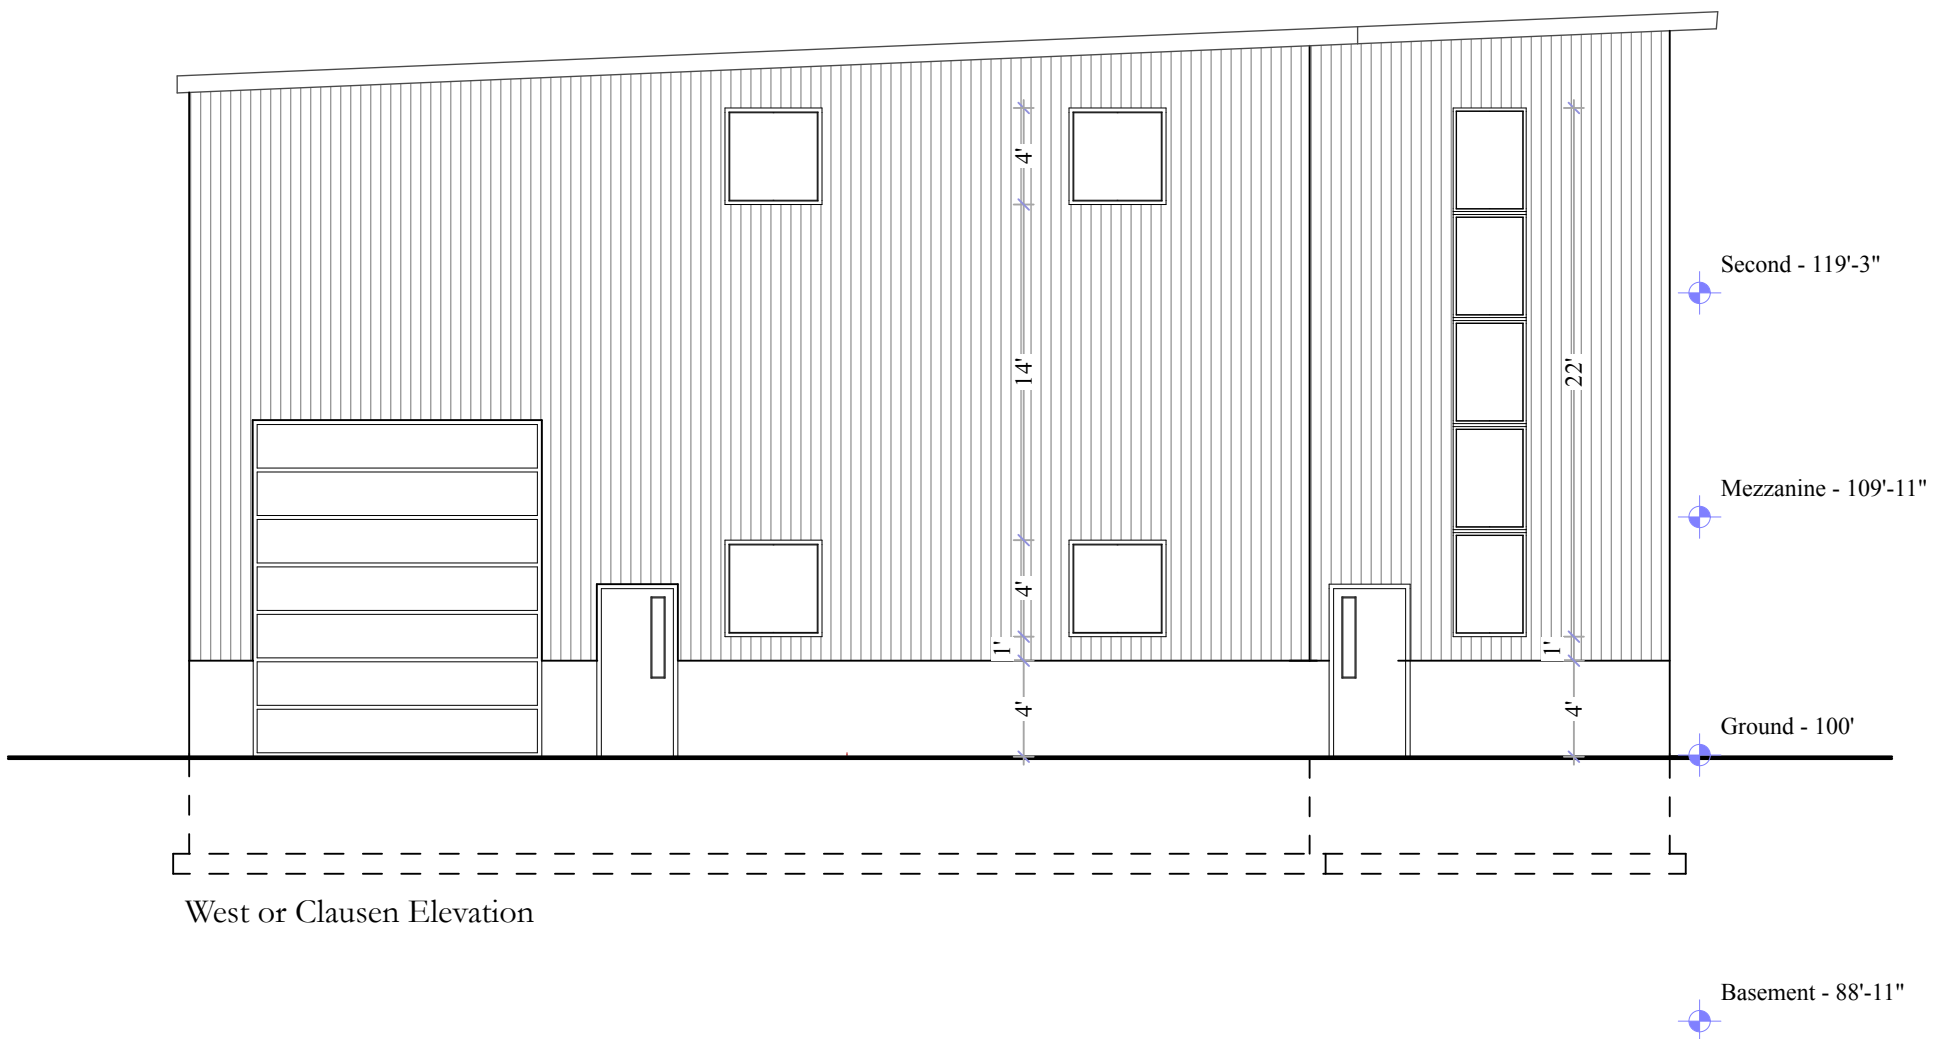 4'
Second - 119'-3"
14'
22'
Mezzanine - 109'-11"
4'
1'
1'
4'
4'
Ground - 100'
West or Clausen Elevation
Basement - 88'-11"